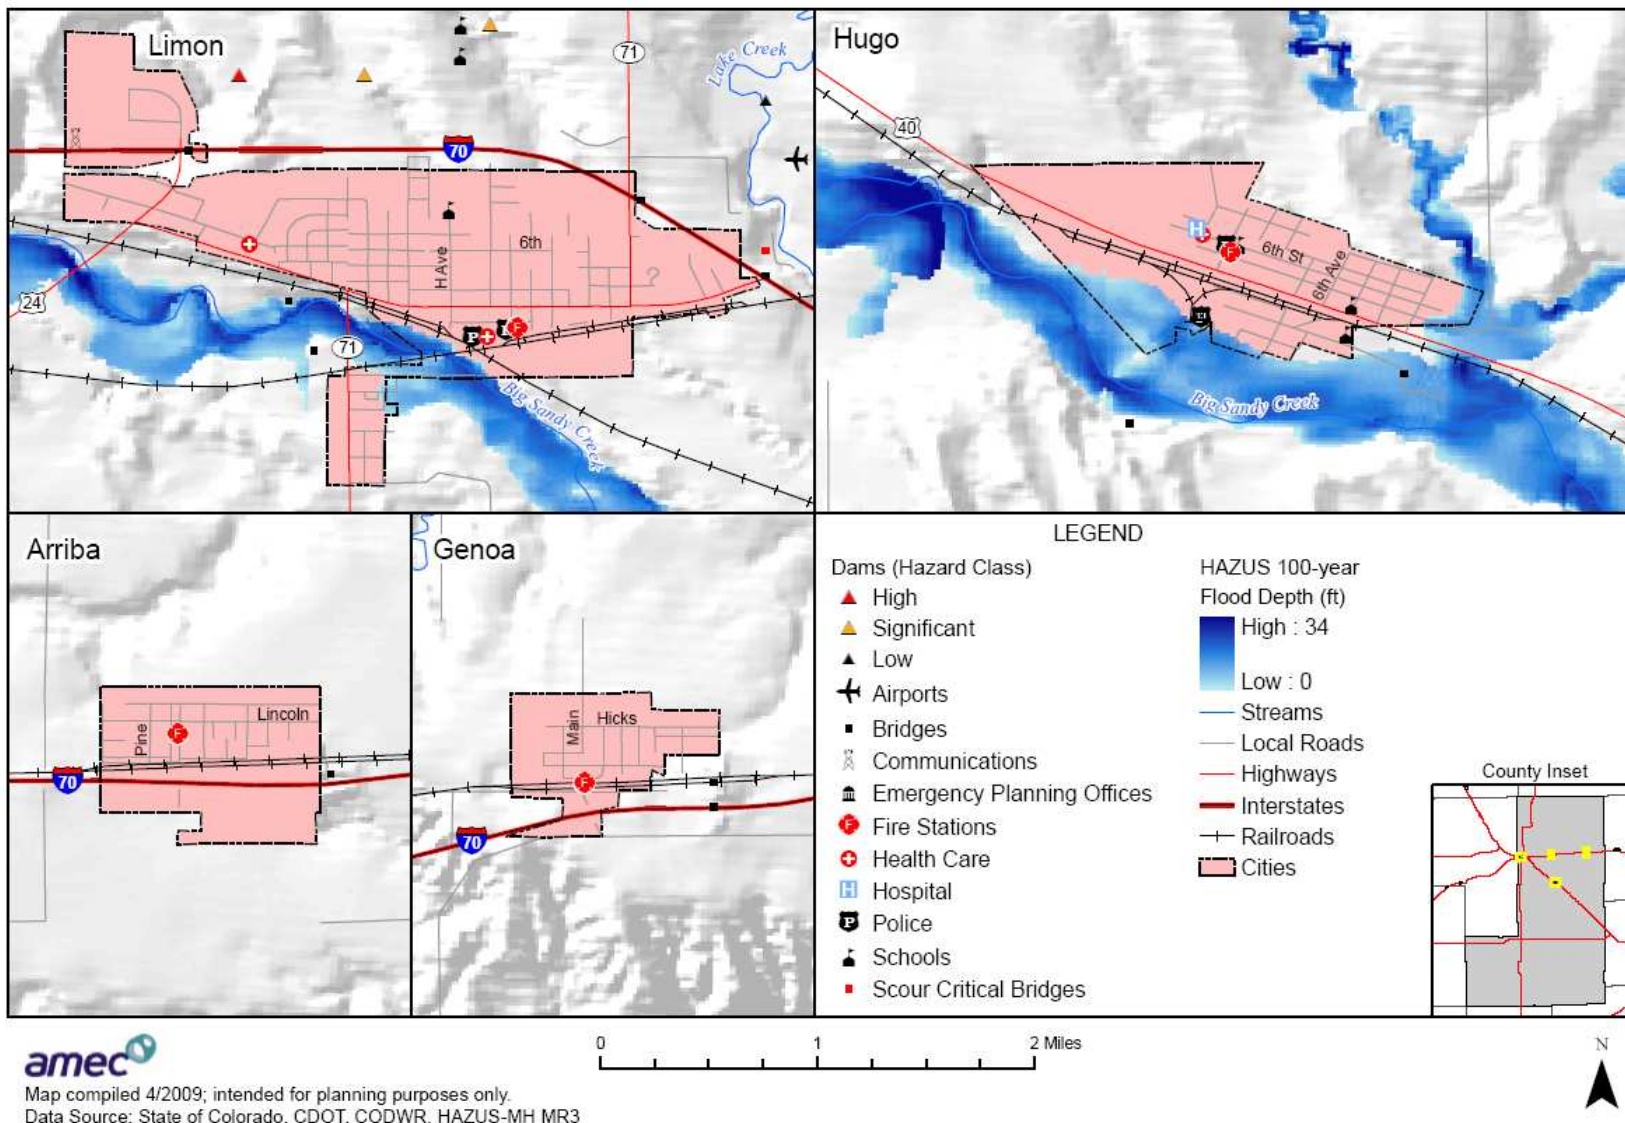 Limon
71
Lake Creek
70
6th
H Ave
24
71
Big Sandy Creek
P
F
Hugo
40
H
F
6th St
6th Ave
Big Sandy Creek
Arriba
Lincoln
Pine
F
70
Genoa
Main
Hicks
F
70
LEGEND
Dams (Hazard Class)
High
Significant
Low
Airports
Bridges
Communications
Emergency Planning Offices
F Fire Stations
Health Care
H Hospital
P Police
Schools
Scour Critical Bridges
HAZUS 100-year
Flood Depth (ft)
High : 34
Low : 0
Streams
Local Roads
Highways
Interstates
Railroads
Cities
County Inset
amec
0 1 2 Miles
N
Map compiled 4/2009; intended for planning purposes only.
Data Source: State of Colorado, CDOT, CODWR, HAZUS-MH MR3